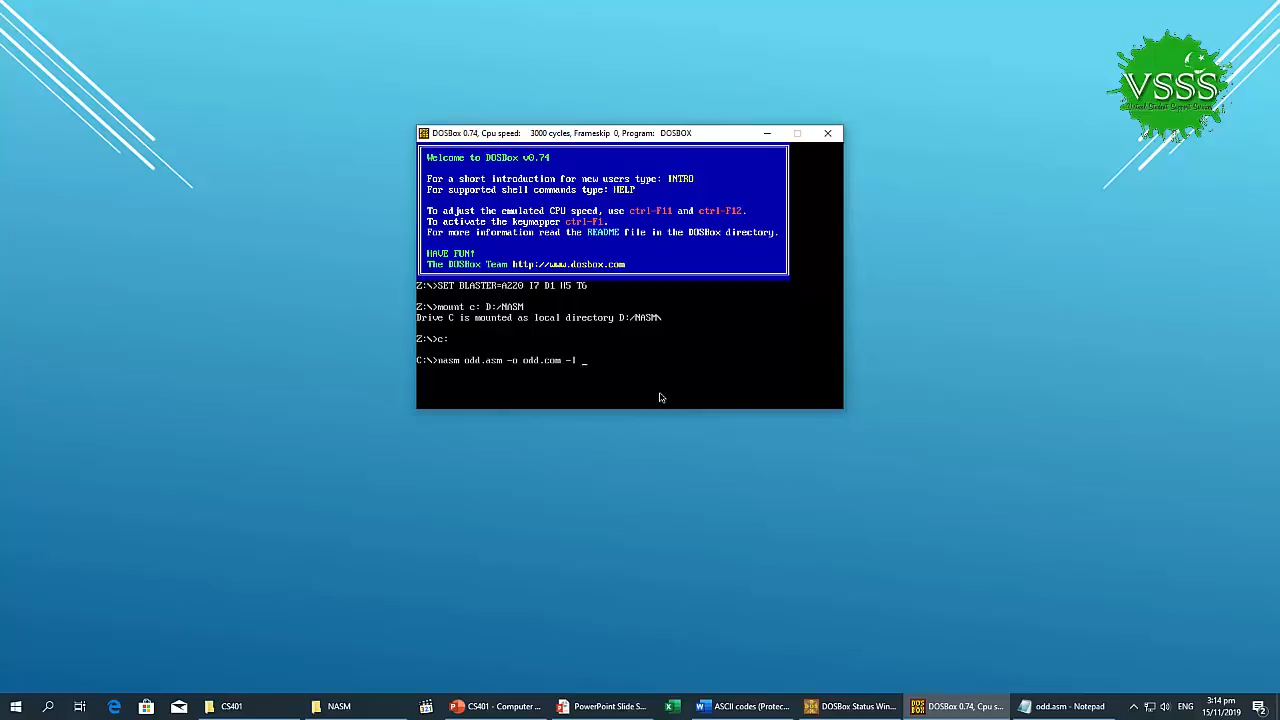 VSSS
Virtual Student Support Services
DOSBox 0.74, Cpu speed: 3000 cycles, Frameskip 0, Program: DOSBOX
Welcome to DOSBox v0.74
For a short introduction for new users type: INTRO
For supported shell commands type: HELP
To adjust the emulated CPU speed, use ctrl-F11 and ctrl-F12.
To activate the keymapper ctrl-F1.
For more information read the README file in the DOSBox directory.
HAVE FUN!
The DOSBox Team http://www.dosbox.com
Z:\>SET BLASTER=A220 I7 D1 H5 T6
Z:\>mount c: D:/NASM
Drive C is mounted as local directory D:/NASM\
Z:\>c:
C:\>nasm odd.asm -o odd.com -l _
CS401
NASM
CS401 - Computer ...
PowerPoint Slide S...
ASCII codes (Protec...
DOSBox Status Win...
DOSBox 0.74, Cpu s...
odd.asm - Notepad
3:14 pm
15/11/2019
2